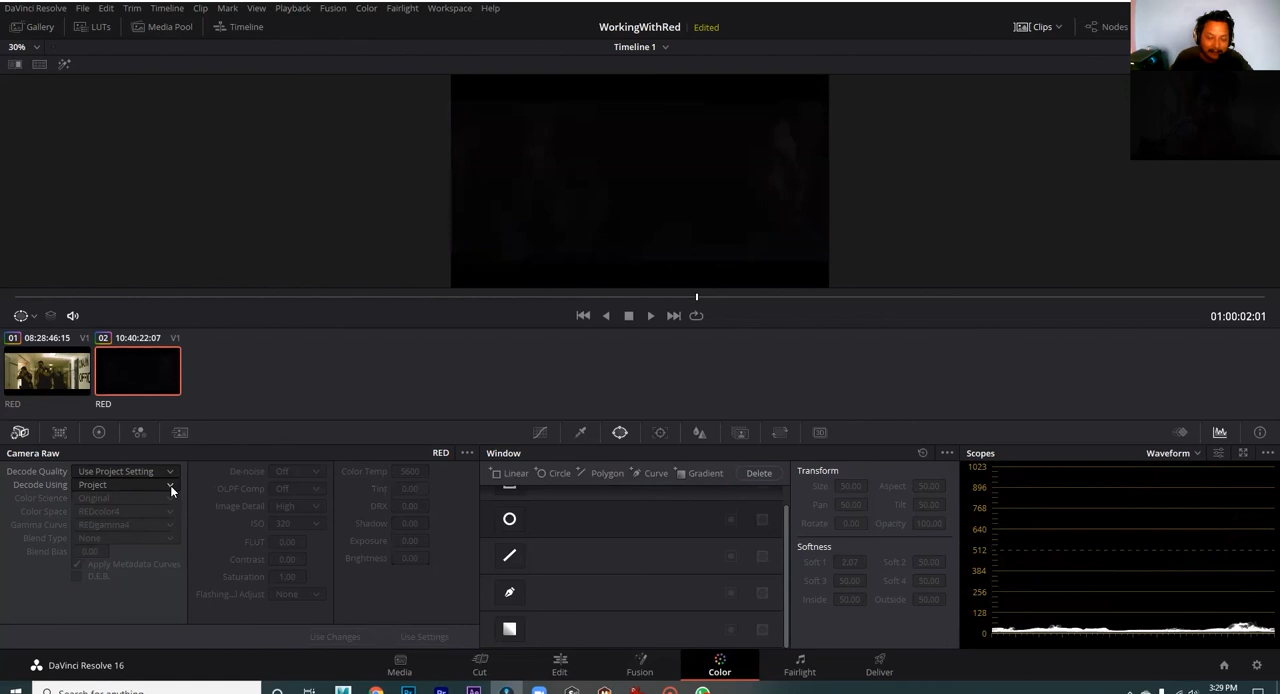 DaVinci Resolve File Edit Trim Timeline Clip Mark View Playback Fusion Color Fairlight Workspace Help
Gallery LUTs Media Pool Timeline WorkingWithRed Edited Clips Nodes
30% Timeline 1
01:00:02:01
01 08:28:46:15 V1 02 10:40:22:07 V1
RED RED
Camera Raw RED Window Scopes Waveform
Decode Quality Use Project Setting De-noise Off Color Temp 5600 Linear Circle Polygon Curve Gradient Delete Transform 1023
Decode Using Project OLPF Comp Off Tint 0.00 Size 50.00 Aspect 50.00 896
Color Science Original Image Detail High DRX 0.00 Pan 50.00 Tilt 50.00 768
Color Space REDcolor4 ISO 320 Shadow 0.00 Rotate 0.00 Opacity 100.00 640
Gamma Curve REDgamma4 FLUT 0.00 Exposure 0.00 Softness 512
Blend Type None Contrast 0.00 Brightness 0.00 Soft 1 2.07 Soft 2 50.00 384
Blend Bias 0.00 Saturation 1.00 Soft 3 50.00 Soft 4 50.00 256
Apply Metadata Curves Flashing...l Adjust None Inside 50.00 Outside 50.00 128
D.E.B. 0
Use Changes Use Settings
DaVinci Resolve 16 Media Cut Edit Fusion Color Fairlight Deliver
Search for anything 3:29 PM